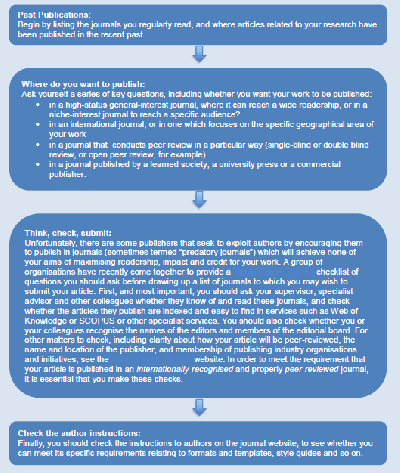 Past Publications:
Begin by listing the journals you regularly read, and where articles related to your research have
been published in the recent past
Where do you want to publish:
Ask yourself a series of key questions, including whether you want your work to be published:
• in a high-status general-interest journal, where it can reach a wide readership, or in a
niche-interest journal to reach a specific audience?
• in an international journal, or in one which focuses on the specific geographical area of
your work
• in a journal that conducts peer review in a particular way (single-blind or double blind
review, or open peer review, for example)
• in a journal published by a learned society, a university press or a commercial
publisher.
Think, check, submit:
Unfortunately, there are some publishers that seek to exploit authors by encouraging them
to publish in journals (sometimes termed "predatory journals") which will achieve none of
your aims of maximising readership, impact and credit for your work. A group of
organisations have recently come together to provide a checklist of
questions you should ask before drawing up a list of journals to which you may wish to
submit your article. First, and most important, you should ask your supervisor, specialist
advisor and other colleagues whether they know of and read these journals, and check
whether the articles they publish are indexed and easy to find in services such as Web of
Knowledge or SCOPUS or other specialist services. You should also check whether you or
your colleagues recognise the names of the editors and members of the editorial board. For
other matters to check, including clarity about how your article will be peer-reviewed, the
name and location of the publisher, and membership of publishing industry organisations
and initiatives, see the website. In order to meet the requirement that
your article is published in an internationally recognised and properly peer reviewed journal,
it is essential that you make these checks.
Check the author instructions:
Finally, you should check the instructions to authors on the journal website, to see whether you
can meet its specific requirements relating to formats and templates, style guides and so on.